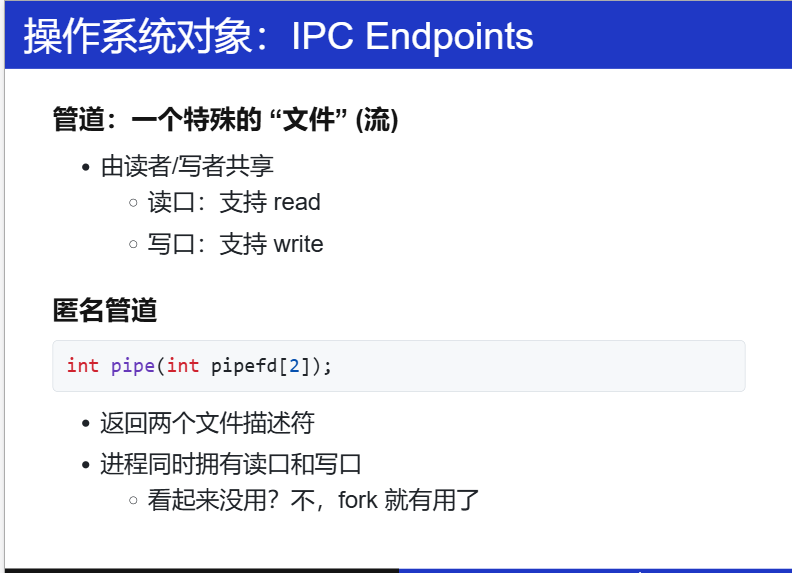 操作系统对象：IPC Endpoints
管道：一个特殊的 “文件” (流)
• 由读者/写者共享
◦ 读口：支持 read
◦ 写口：支持 write
匿名管道
int pipe(int pipefd[2]);
• 返回两个文件描述符
• 进程同时拥有读口和写口
◦ 看起来没用？不，fork 就有用了